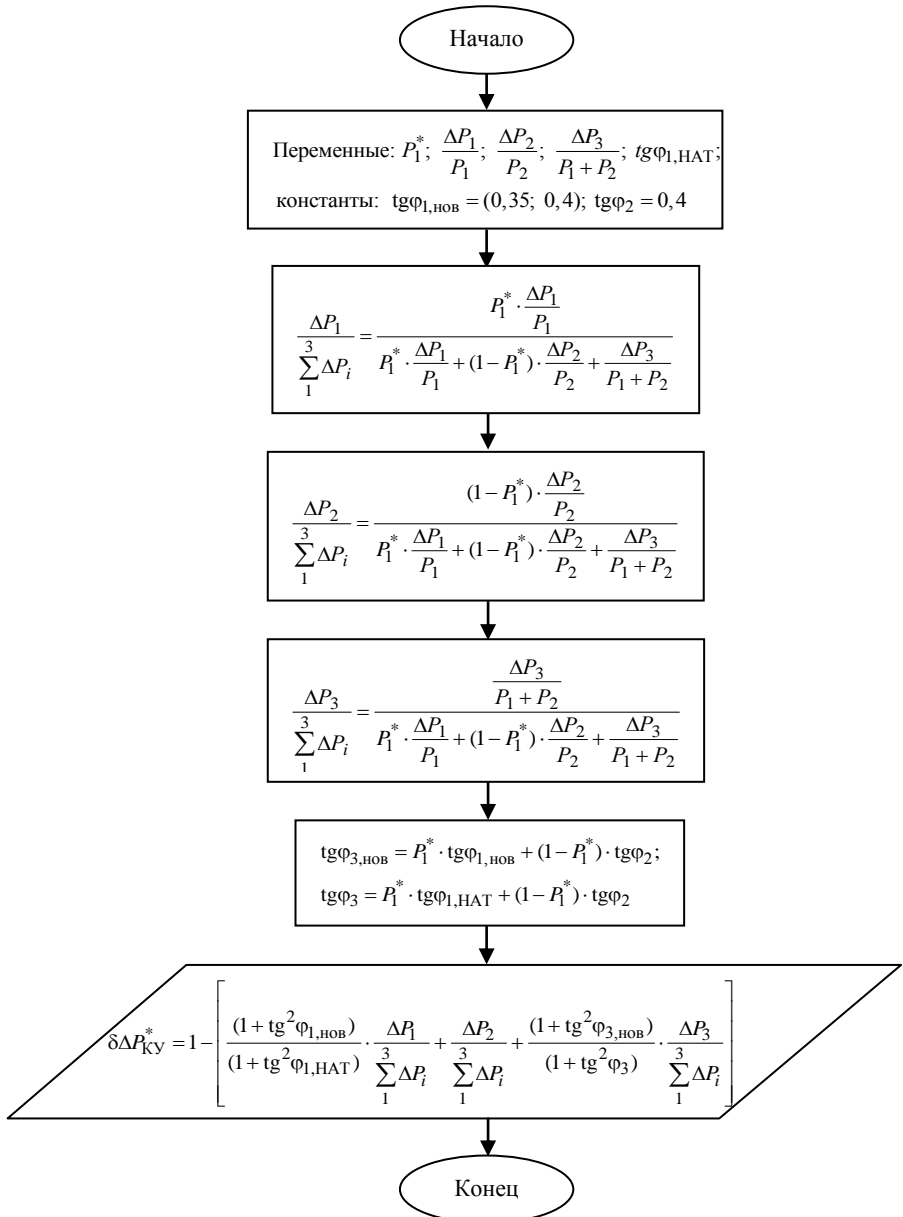 Начало
Переменные: P₁*; ΔP₁/P₁; ΔP₂/P₂; ΔP₃/(P₁ + P₂); tgφ₁,НАТ;
константы: tgφ₁,нов = (0,35; 0,4); tgφ₂ = 0,4
ΔP₁/∑₁³ΔPᵢ = (P₁* · ΔP₁/P₁)/(P₁* · ΔP₁/P₁ + (1 − P₁*) · ΔP₂/P₂ + ΔP₃/(P₁ + P₂))
ΔP₂/∑₁³ΔPᵢ = ((1 − P₁*) · ΔP₂/P₂)/(P₁* · ΔP₁/P₁ + (1 − P₁*) · ΔP₂/P₂ + ΔP₃/(P₁ + P₂))
ΔP₃/∑₁³ΔPᵢ = (ΔP₃/(P₁ + P₂))/(P₁* · ΔP₁/P₁ + (1 − P₁*) · ΔP₂/P₂ + ΔP₃/(P₁ + P₂))
tgφ₃,нов = P₁* · tgφ₁,нов + (1 − P₁*) · tgφ₂;
tgφ₃ = P₁* · tgφ₁,НАТ + (1 − P₁*) · tgφ₂
δΔP*КУ = 1 − [(1 + tg²φ₁,нов)/(1 + tg²φ₁,НАТ) · ΔP₁/∑₁³ΔPᵢ + ΔP₂/∑₁³ΔPᵢ + (1 + tg²φ₃,нов)/(1 + tg²φ₃) · ΔP₃/∑₁³ΔPᵢ]
Конец